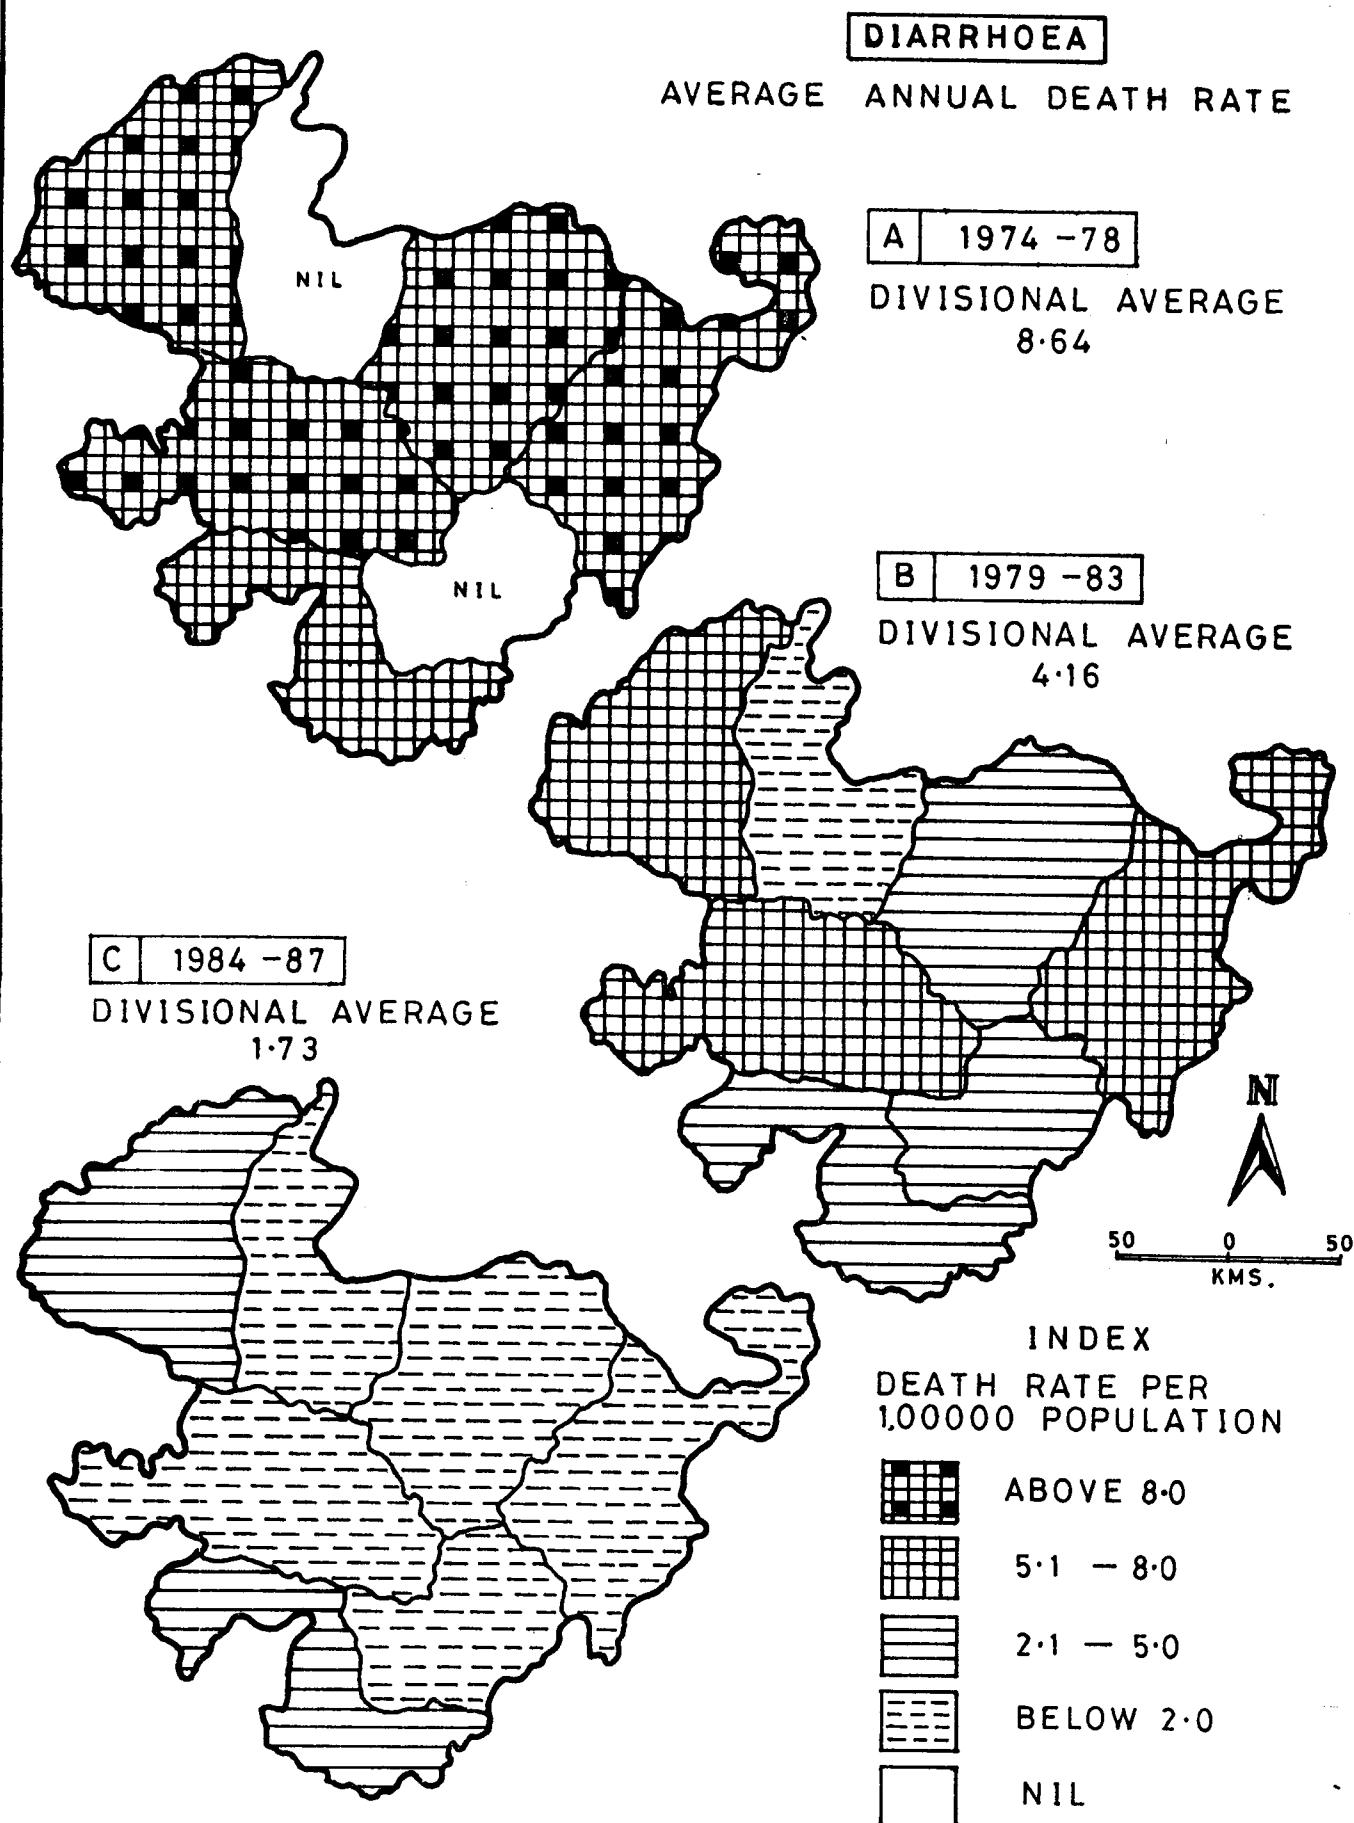 DIARRHOEA
AVERAGE ANNUAL DEATH RATE
A 1974 -78
DIVISIONAL AVERAGE
8·64
NIL
NIL
B 1979 -83
DIVISIONAL AVERAGE
4·16
C 1984 -87
DIVISIONAL AVERAGE
1·73
N
50 0 50
KMS.
INDEX
DEATH RATE PER
1,00000 POPULATION
ABOVE 8·0
5·1 — 8·0
2·1 — 5·0
BELOW 2·0
NIL